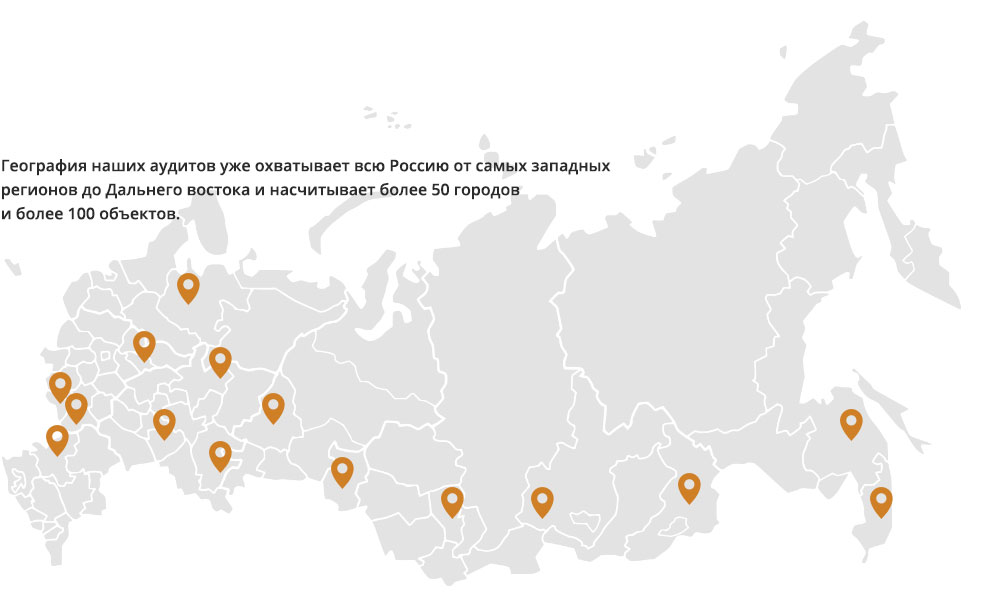 География наших аудитов уже охватывает всю Россию от самых западных
регионов до Дальнего востока и насчитывает более 50 городов
и более 100 объектов.